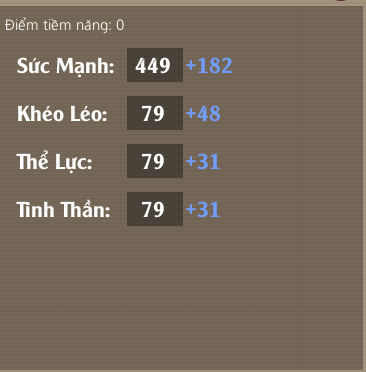 Điểm tiềm năng: 0
Sức Mạnh: 449 +182
Khéo Léo: 79 +48
Thể Lực: 79 +31
Tinh Thần: 79 +31